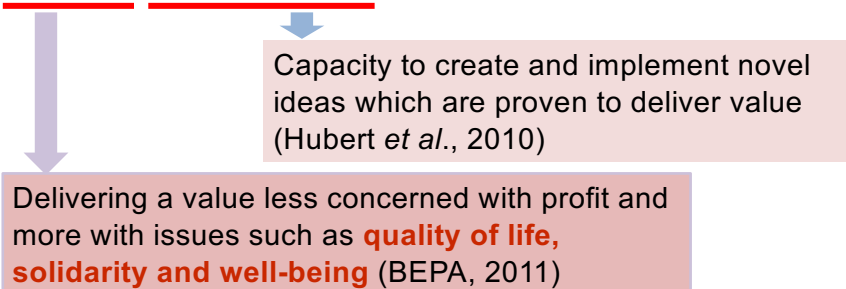 Capacity to create and implement novel
ideas which are proven to deliver value
(Hubert et al., 2010)
Delivering a value less concerned with profit and
more with issues such as quality of life,
solidarity and well-being (BEPA, 2011)